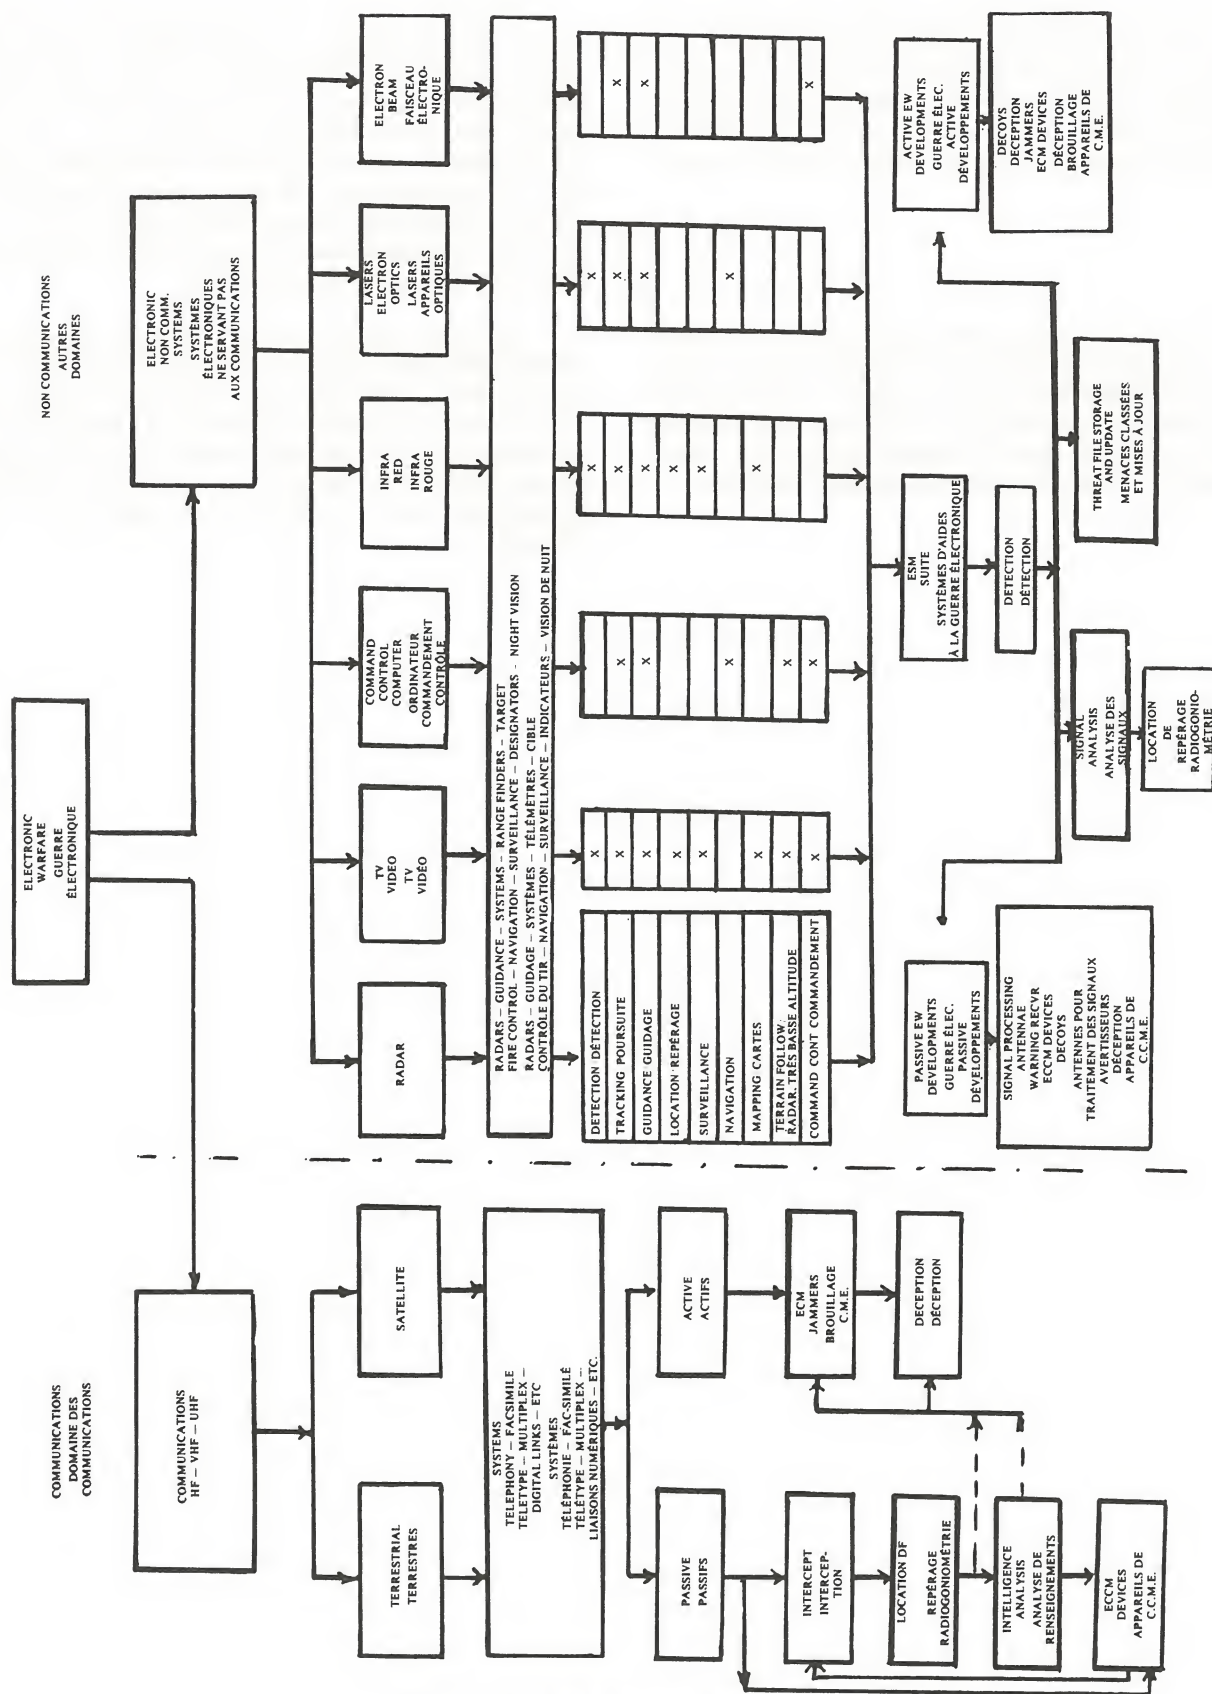 ELECTRONIC
WARFARE
GUERRE
ÉLECTRONIQUE
COMMUNICATIONS
DOMAINE DES
COMMUNICATIONS
NON COMMUNICATIONS
AUTRES
DOMAINES
COMMUNICATIONS
HF – VHF – UHF
ELECTRONIC
NON COMM.
SYSTEMS
SYSTÈMES
ÉLECTRONIQUES
NE SERVANT PAS
AUX COMMUNICATIONS
TERRESTRIAL
TERRESTRES
SATELLITE
RADAR
TV
VIDEO
TV
VIDÉO
COMMAND
CONTROL
COMPUTER
ORDINATEUR
COMMANDEMENT
CONTRÔLE
INFRA
RED
INFRA
ROUGE
LASERS
ELECTRON
OPTICS
LASERS
APPAREILS
OPTIQUES
ELECTRON
BEAM
FAISCEAU
ÉLECTRO-
NIQUE
SYSTEMS
TELEPHONY – FACSIMILE
TELETYPE – MULTIPLEX –
DIGITAL LINKS – ETC
SYSTÈMES
TÉLÉPHONIE – FAC-SIMILÉ
TÉLÉTYPE – MULTIPLEX –
LIAISONS NUMÉRIQUES – ETC.
RADARS – GUIDANCE – SYSTEMS – RANGE FINDERS – TARGET
FIRE CONTROL – NAVIGATION – SURVEILLANCE – DESIGNATORS – NIGHT VISION
RADARS – GUIDAGE – SYSTÈMES – TÉLÉMÈTRES – CIBLE
CONTRÔLE DU TIR – NAVIGATION – SURVEILLANCE – INDICATEURS – VISION DE NUIT
PASSIVE
PASSIFS
ACTIVE
ACTIFS
INTERCEPT
INTERCEP-
TION
ECM
JAMMERS
BROUILLAGE
C.M.E.
LOCATION DF
REPÉRAGE
RADIOGONIOMÉTRIE
DECEPTION
DÉCEPTION
INTELLIGENCE
ANALYSIS
ANALYSE DE
RENSEIGNEMENTS
ECCM
DEVICES
APPAREILS DE
C.C.M.E.
DETECTION DÉTECTION X X X
TRACKING POURSUITE X X X X X
GUIDANCE GUIDAGE X X X X X
LOCATION REPÉRAGE X X
SURVEILLANCE X X
NAVIGATION X X
MAPPING CARTES X X
TERRAIN FOLLOW.
RADAR. TRÈS BASSE ALTITUDE X X
COMMAND CONT COMMANDEMENT X X X
ESM
SUITE
SYSTÈMES D'AIDES
À LA GUERRE ÉLECTRONIQUE
DETECTION
DÉTECTION
PASSIVE EW
DEVELOPMENTS
GUERRE ÉLEC.
PASSIVE
DÉVELOPPEMENTS
SIGNAL PROCESSING
ANTENNAE
WARNING RECVR
ECCM DEVICES
DECOYS
ANTENNES POUR
TRAITEMENT DES SIGNAUX
AVERTISSEURS
DÉCEPTION
APPAREILS DE
C.C.M.E.
SIGNAL
ANALYSIS
ANALYSE DES
SIGNAUX
LOCATION
DE
REPÉRAGE
RADIOGONIO-
MÉTRIE
THREAT FILE STORAGE
AND UPDATE
MENACES CLASSÉES
ET MISES À JOUR
ACTIVE EW
DEVELOPMENTS
GUERRE ÉLEC.
ACTIVE
DÉVELOPPEMENTS
DECOYS
DECEPTION
JAMMERS
ECM DEVICES
DÉCEPTION
BROUILLAGE
APPAREILS DE
C.M.E.